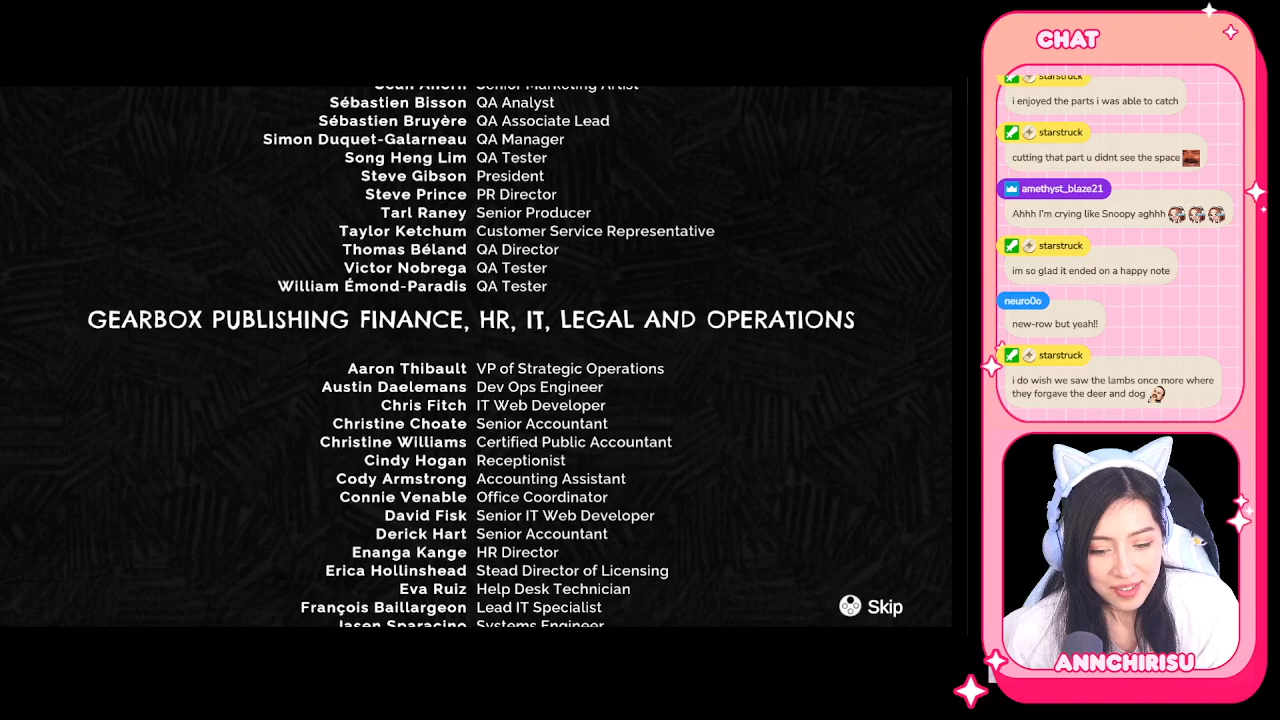 Sean Ahern Senior Marketing Artist
Sébastien Bisson QA Analyst
Sébastien Bruyère QA Associate Lead
Simon Duquet-Galarneau QA Manager
Song Heng Lim QA Tester
Steve Gibson President
Steve Prince PR Director
Tarl Raney Senior Producer
Taylor Ketchum Customer Service Representative
Thomas Béland QA Director
Victor Nobrega QA Tester
William Émond-Paradis QA Tester
GEARBOX PUBLISHING FINANCE, HR, IT, LEGAL AND OPERATIONS
Aaron Thibault VP of Strategic Operations
Austin Daelemans Dev Ops Engineer
Chris Fitch IT Web Developer
Christine Choate Senior Accountant
Christine Williams Certified Public Accountant
Cindy Hogan Receptionist
Cody Armstrong Accounting Assistant
Connie Venable Office Coordinator
David Fisk Senior IT Web Developer
Derick Hart Senior Accountant
Enanga Kange HR Director
Erica Hollinshead Stead Director of Licensing
Eva Ruiz Help Desk Technician
François Baillargeon Lead IT Specialist
Jasen Sparacino Systems Engineer
Skip
CHAT
starstruck
i enjoyed the parts i was able to catch
starstruck
cutting that part u didnt see the space
amethyst_blaze21
Ahhh I'm crying like Snoopy aghhh
starstruck
im so glad it ended on a happy note
neuro0o
new-row but yeah!!
starstruck
i do wish we saw the lambs once more where
they forgave the deer and dog
ANNCHIRISU